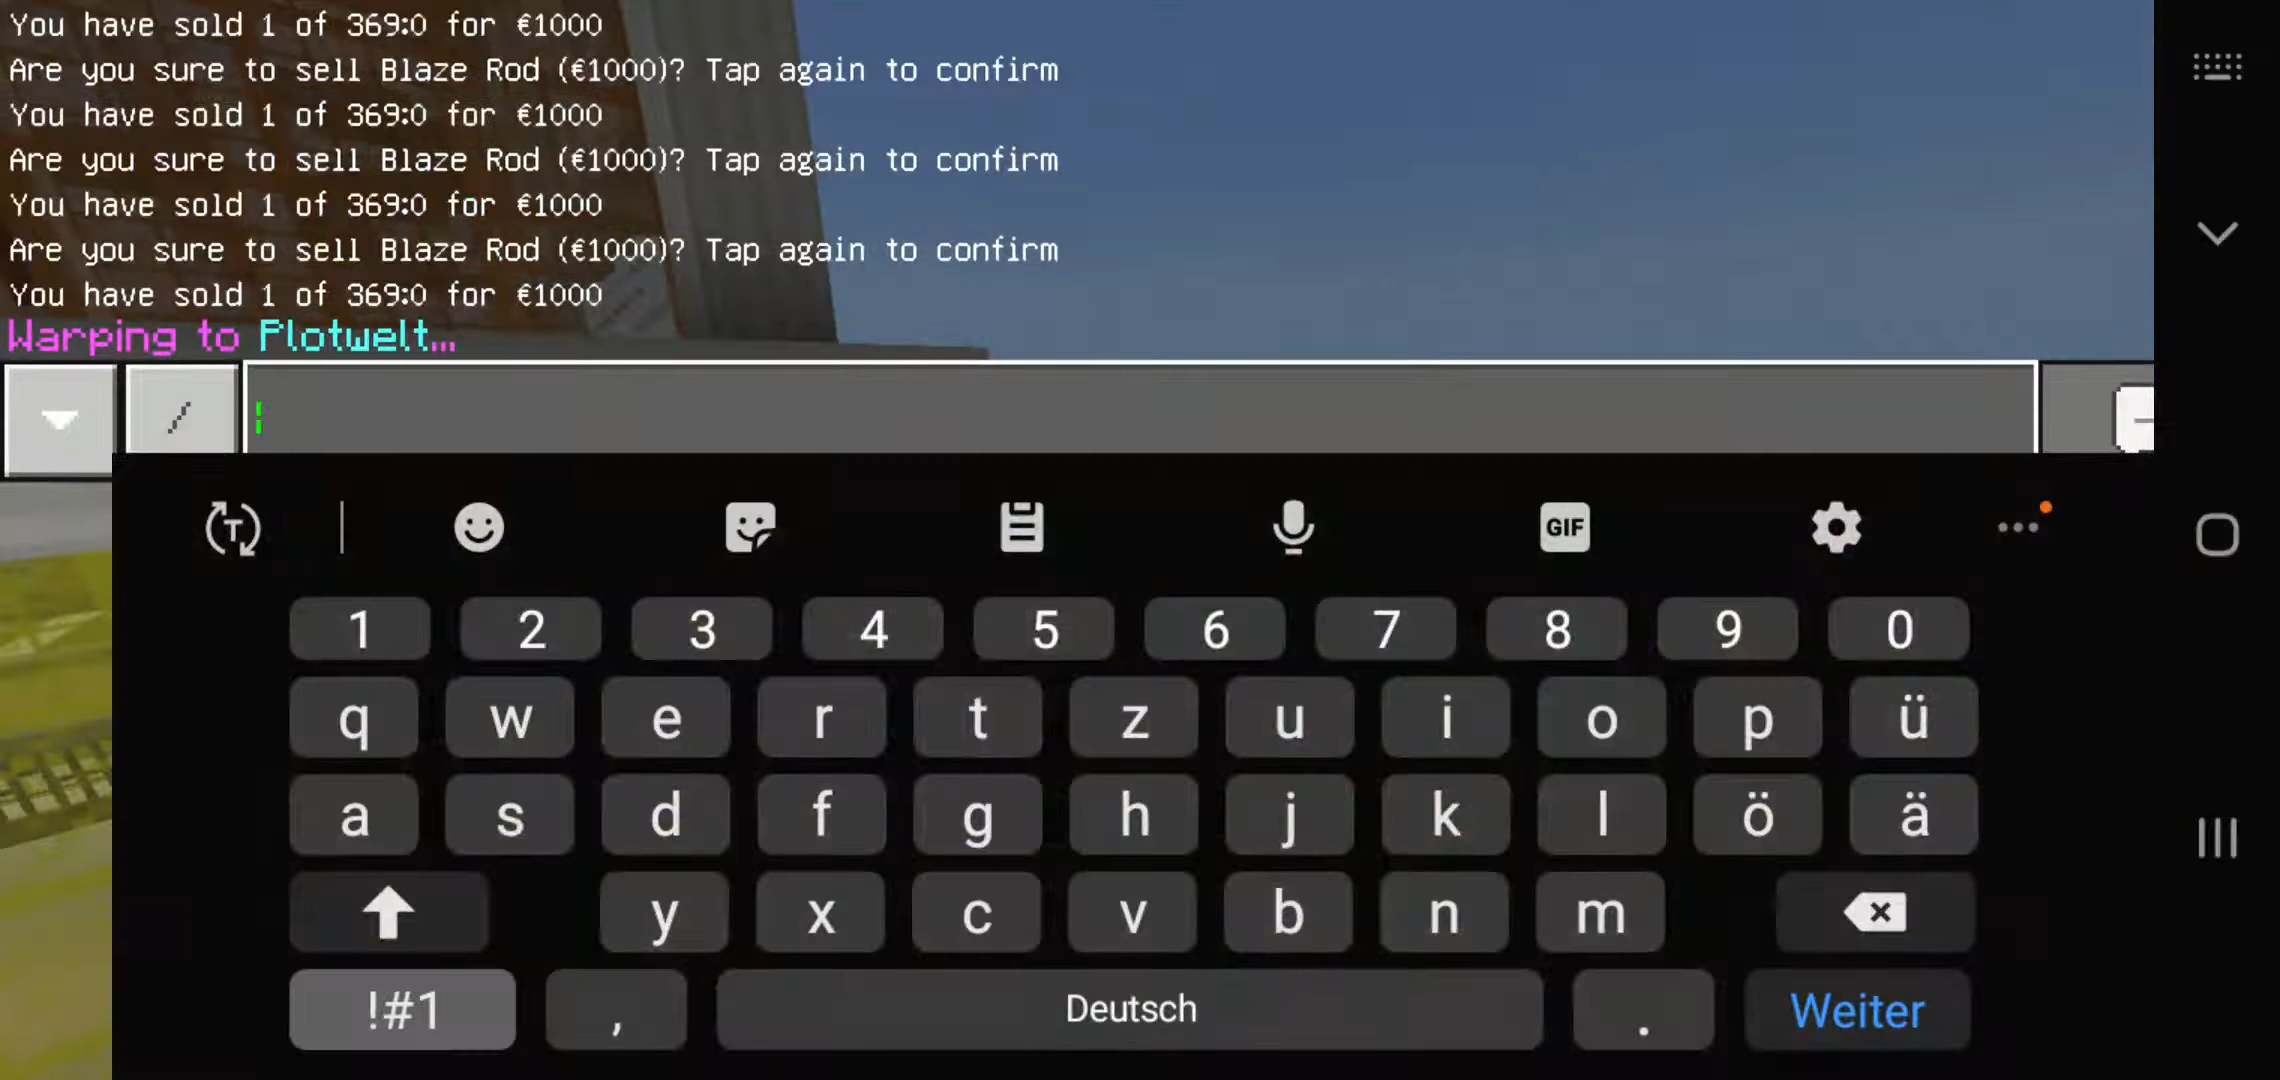 You have sold 1 of 369:0 for €1000
Are you sure to sell Blaze Rod (€1000)? Tap again to confirm
You have sold 1 of 369:0 for €1000
Are you sure to sell Blaze Rod (€1000)? Tap again to confirm
You have sold 1 of 369:0 for €1000
Are you sure to sell Blaze Rod (€1000)? Tap again to confirm
You have sold 1 of 369:0 for €1000
Warping to Plotwelt...
/
T GIF ...
1 2 3 4 5 6 7 8 9 0
q w e r t z u i o p ü
a s d f g h j k l ö ä
y x c v b n m
!#1 , Deutsch . Weiter